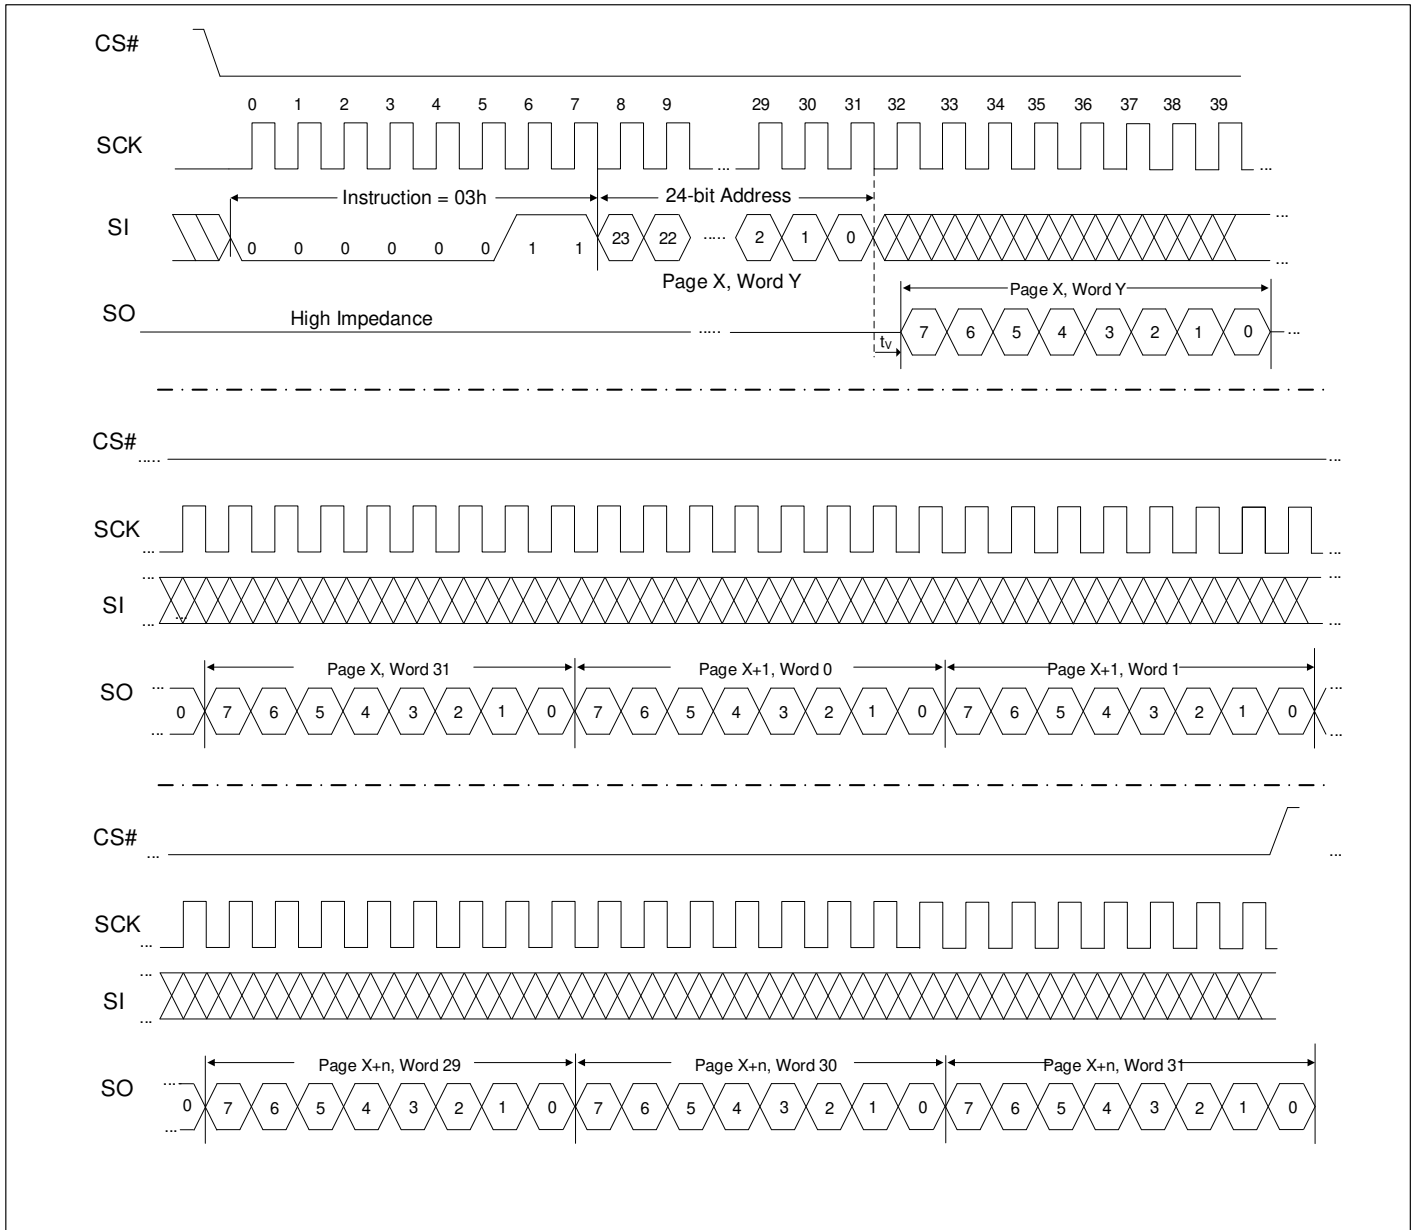 CS#
0 1 2 3 4 5 6 7 8 9 29 30 31 32 33 34 35 36 37 38 39
SCK ... ...
Instruction = 03h 24-bit Address
SI 0 0 0 0 0 0 1 1 23 22 ..... 2 1 0 ... ...
Page X, Word Y
Page X, Word Y
SO High Impedance ..... 7 6 5 4 3 2 1 0 ...
tv
CS# ..... ...
SCK ... ...
SI ... ... ... ... ...
Page X, Word 31 Page X+1, Word 0 Page X+1, Word 1
SO ... 0 7 6 5 4 3 2 1 0 7 6 5 4 3 2 1 0 7 6 5 4 3 2 1 0 ...
... ...
CS# ... ...
SCK ...
SI ... ...
Page X+n, Word 29 Page X+n, Word 30 Page X+n, Word 31
SO ... 0 7 6 5 4 3 2 1 0 7 6 5 4 3 2 1 0 7 6 5 4 3 2 1 0
...